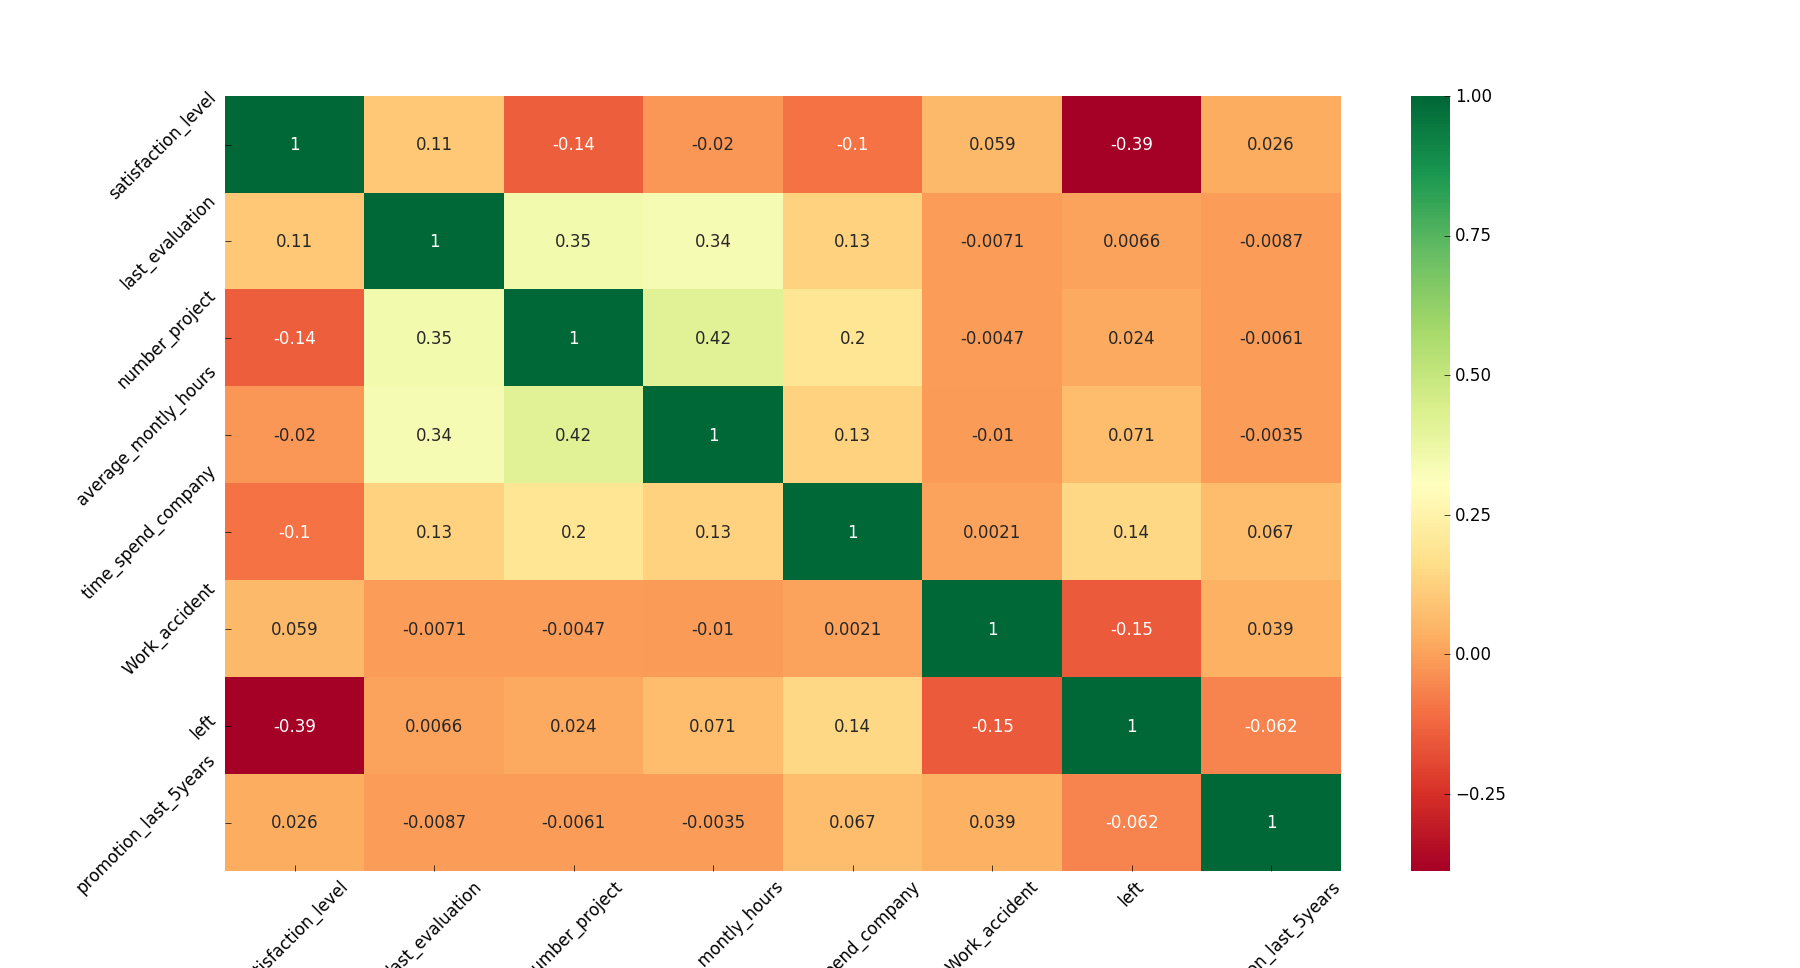 satisfaction_level 1 0.11 -0.14 -0.02 -0.1 0.059 -0.39 0.026
last_evaluation 0.11 1 0.35 0.34 0.13 -0.0071 0.0066 -0.0087
number_project -0.14 0.35 1 0.42 0.2 -0.0047 0.024 -0.0061
average_montly_hours -0.02 0.34 0.42 1 0.13 -0.01 0.071 -0.0035
time_spend_company -0.1 0.13 0.2 0.13 1 0.0021 0.14 0.067
Work_accident 0.059 -0.0071 -0.0047 -0.01 0.0021 1 -0.15 0.039
left -0.39 0.0066 0.024 0.071 0.14 -0.15 1 -0.062
promotion_last_5years 0.026 -0.0087 -0.0061 -0.0035 0.067 0.039 -0.062 1
tisfaction_level last_evaluation umber_project montly_hours pend_company Work_accident left on_last_5years
1.00
0.75
0.50
0.25
0.00
−0.25